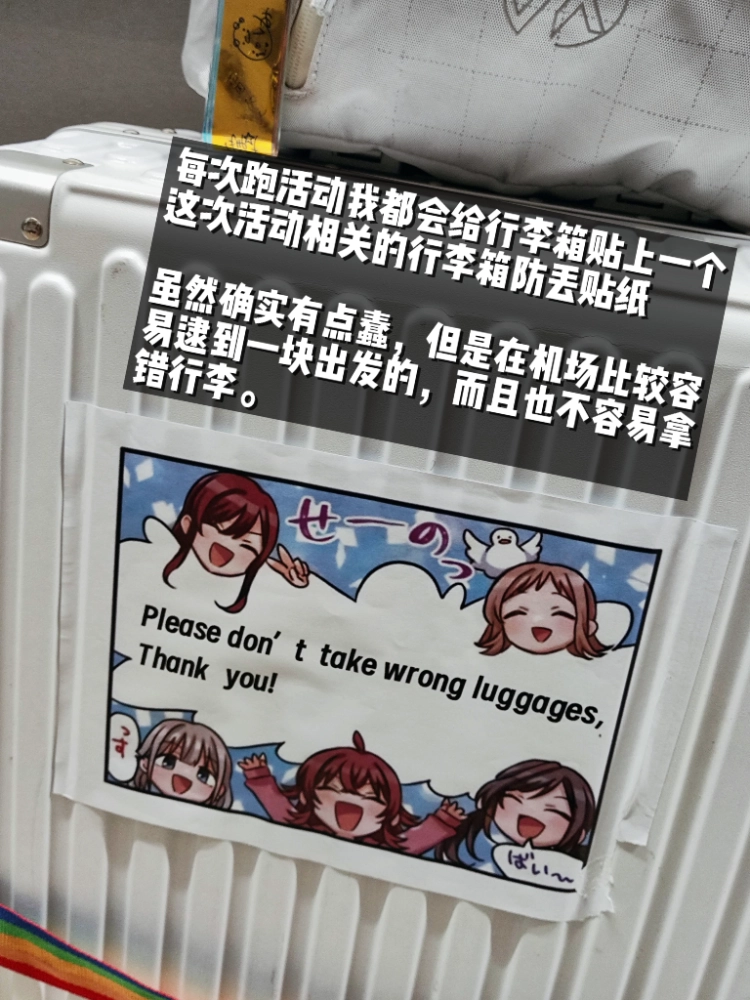 每次跑活动我都会给行李箱贴上一个
这次活动相关的行李箱防丢贴纸
虽然确实有点蠢，但是在机场比较容
易逮到一块出发的，而且也不容易拿
错行李。
せーのっ
Please don't take wrong luggages,
Thank you!
っす
ばい〜